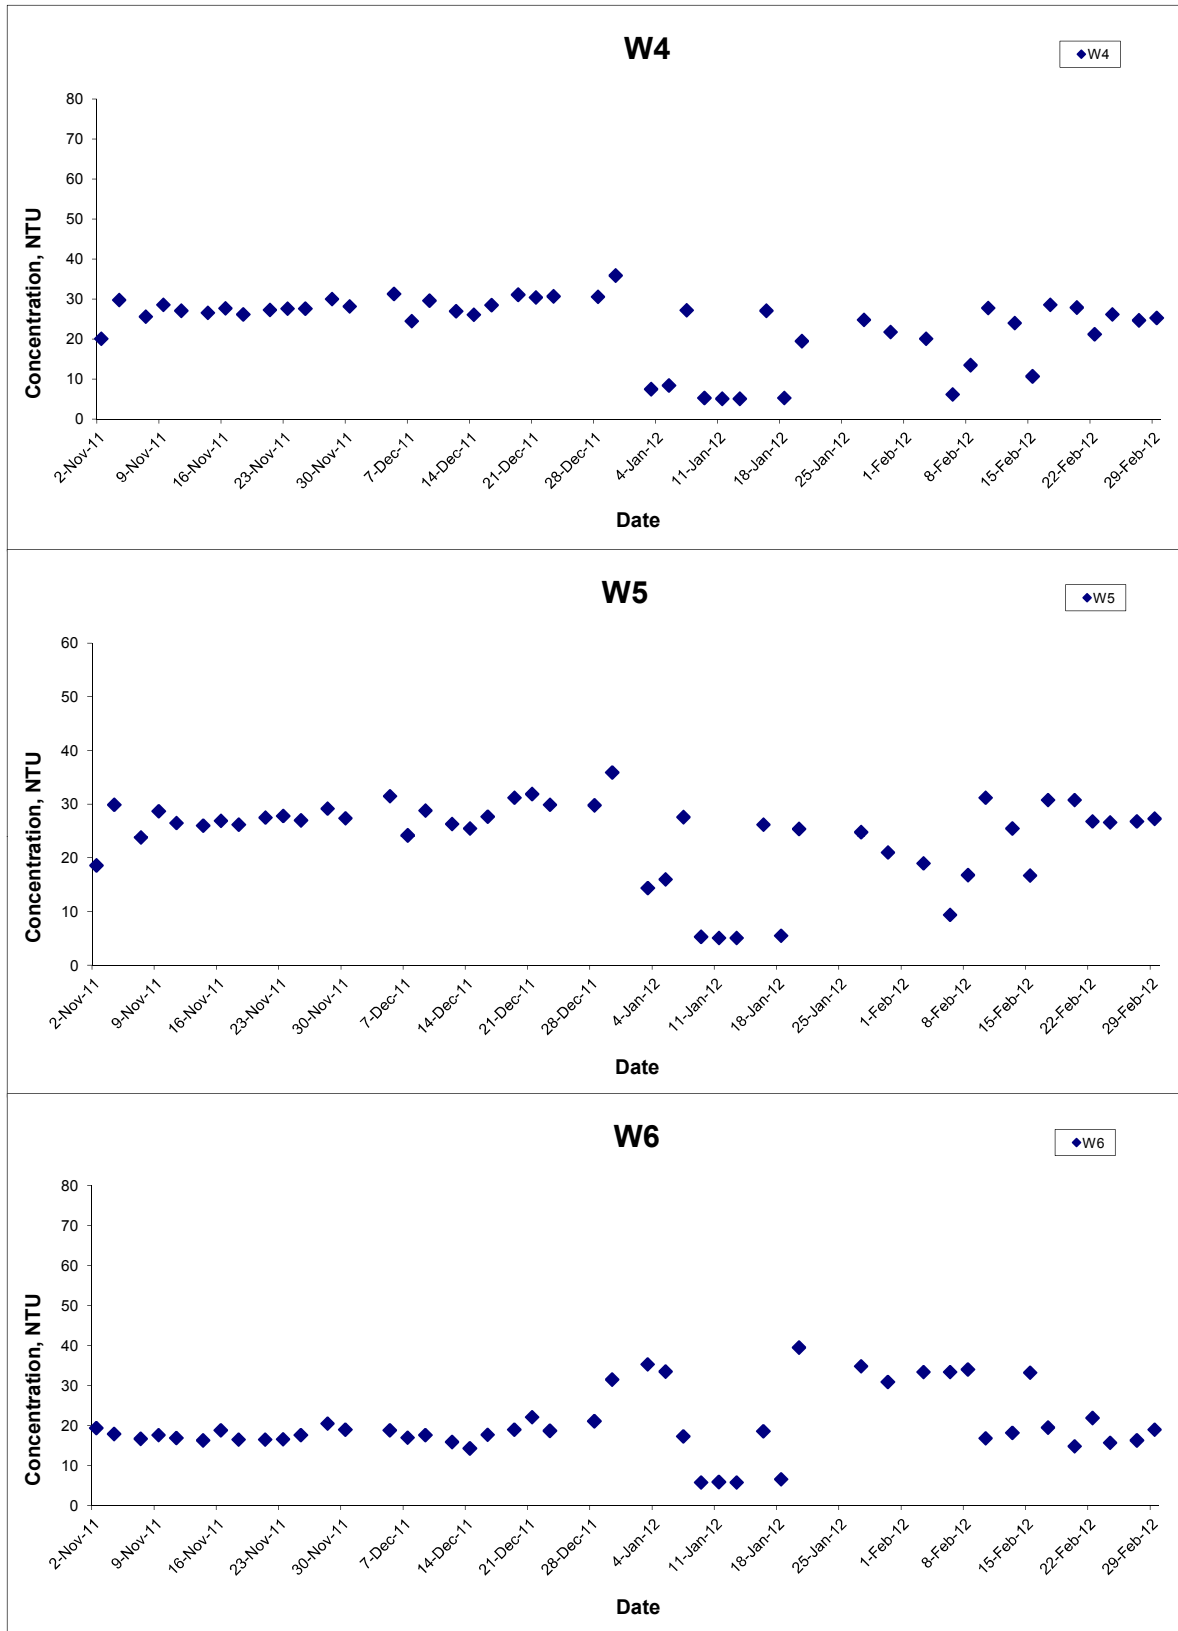 W4
W4
80
70
60
50
40
30
20
10
0
Concentration, NTU
2-Nov-11
9-Nov-11
16-Nov-11
23-Nov-11
30-Nov-11
7-Dec-11
14-Dec-11
21-Dec-11
28-Dec-11
4-Jan-12
11-Jan-12
18-Jan-12
25-Jan-12
1-Feb-12
8-Feb-12
15-Feb-12
22-Feb-12
29-Feb-12
Date
W5
W5
60
50
40
30
20
10
0
Concentration, NTU
2-Nov-11
9-Nov-11
16-Nov-11
23-Nov-11
30-Nov-11
7-Dec-11
14-Dec-11
21-Dec-11
28-Dec-11
4-Jan-12
11-Jan-12
18-Jan-12
25-Jan-12
1-Feb-12
8-Feb-12
15-Feb-12
22-Feb-12
29-Feb-12
Date
W6
W6
80
70
60
50
40
30
20
10
0
Concentration, NTU
2-Nov-11
9-Nov-11
16-Nov-11
23-Nov-11
30-Nov-11
7-Dec-11
14-Dec-11
21-Dec-11
28-Dec-11
4-Jan-12
11-Jan-12
18-Jan-12
25-Jan-12
1-Feb-12
8-Feb-12
15-Feb-12
22-Feb-12
29-Feb-12
Date